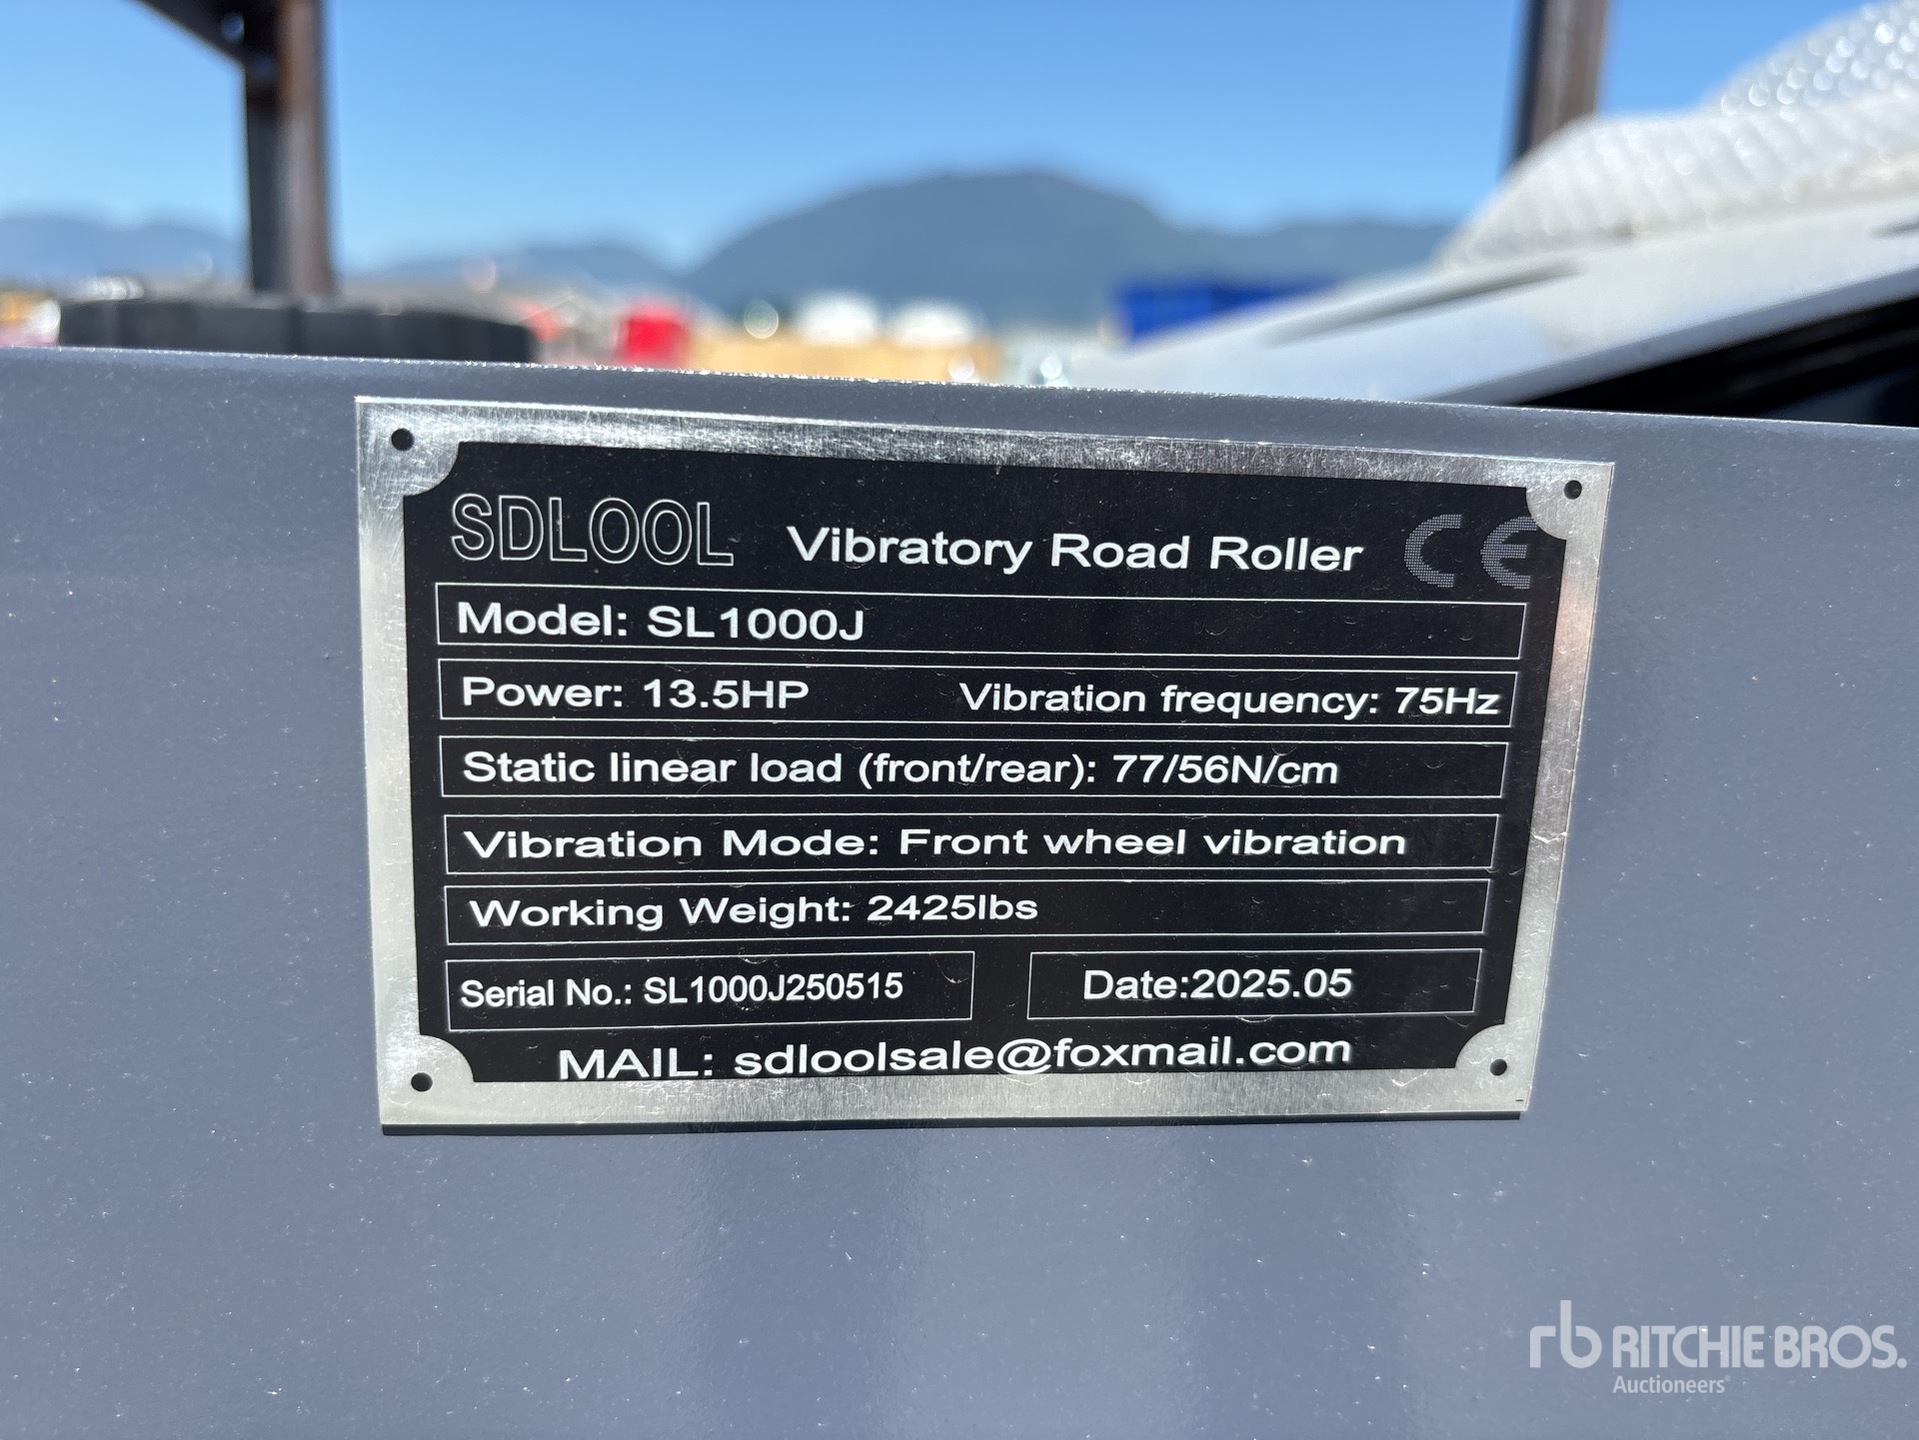 SDLOOL Vibratory Road Roller CE
Model: SL1000J
Power: 13.5HP Vibration frequency: 75Hz
Static linear load (front/rear): 77/56N/cm
Vibration Mode: Front wheel vibration
Working Weight: 2425lbs
Serial No.: SL1000J250515 Date:2025.05
MAIL: sdloolsale@foxmail.com
rb RITCHIE BROS.
Auctioneers